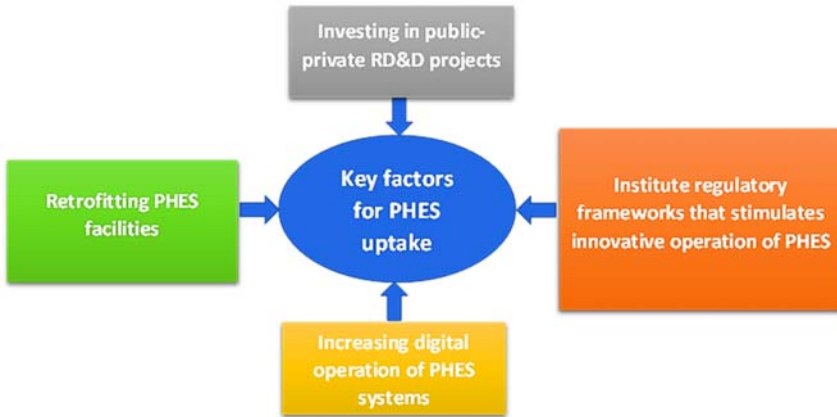 Investing in public-
private RD&D projects
Retrofitting PHES
facilities
Key factors
for PHES
uptake
Institute regulatory
frameworks that stimulates
innovative operation of PHES
Increasing digital
operation of PHES
systems